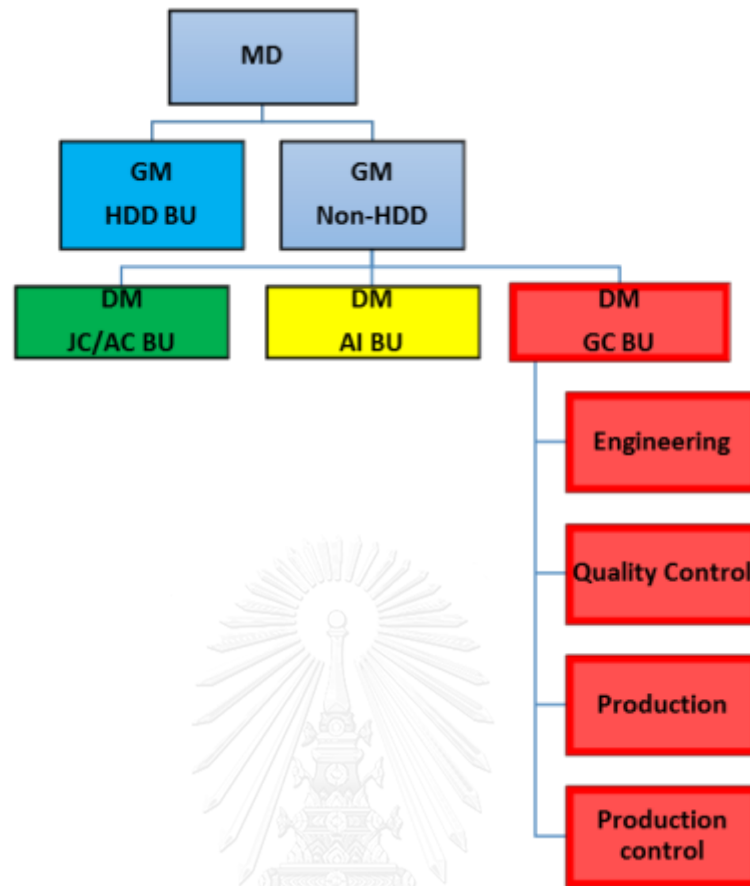 MD
GM
HDD BU
GM
Non-HDD
DM
JC/AC BU
DM
AI BU
DM
GC BU
Engineering
Quality Control
Production
Production
control